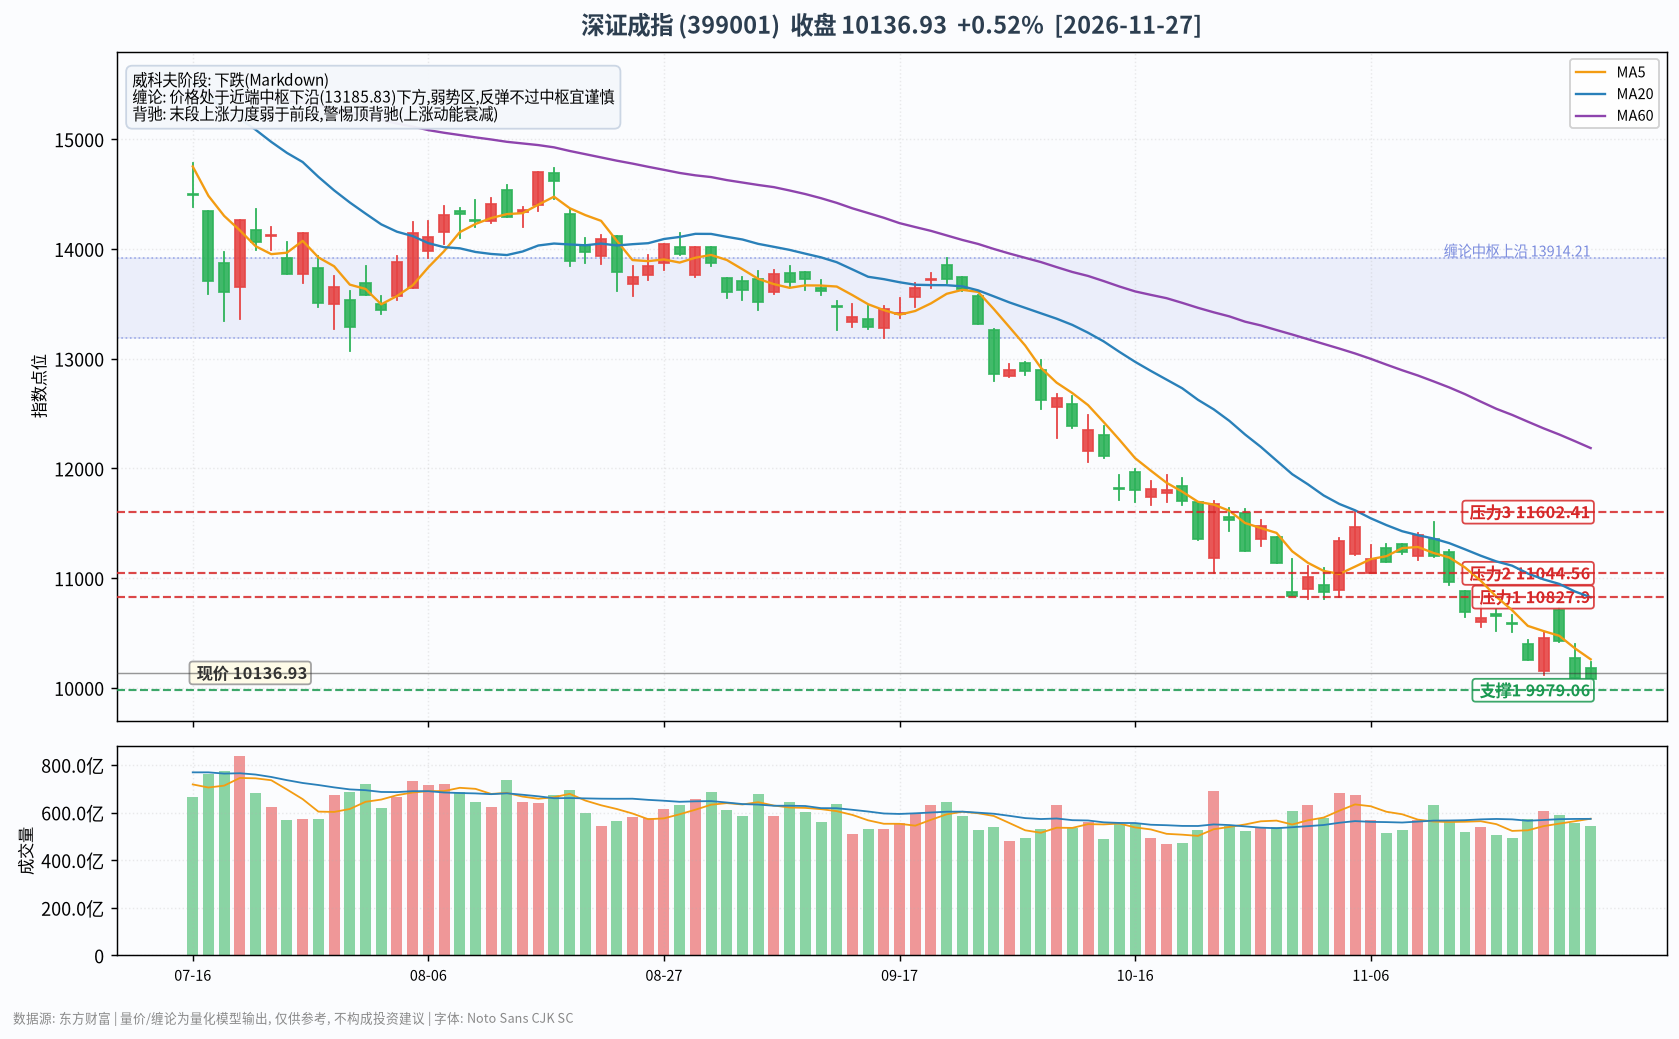 深证成指 (399001)  收盘 10136.93  +0.52%  [2026-11-27]
威科夫阶段: 下跌(Markdown)
缠论: 价格处于近端中枢下沿(13185.83)下方,弱势区,反弹不过中枢宜谨慎
背驰: 末段上涨力度弱于前段,警惕顶背驰(上涨动能衰减)
MA5
MA20
MA60
指数点位
15000
14000
13000
12000
11000
10000
缠论中枢上沿 13914.21
压力3 11602.41
压力2 11044.56
压力1 10827.9
现价 10136.93
支撑1 9979.06
成交量
800.0亿
600.0亿
400.0亿
200.0亿
0
07-16
08-06
08-27
09-17
10-16
11-06
数据源: 东方财富 | 量价/缠论为量化模型输出, 仅供参考, 不构成投资建议 | 字体: Noto Sans CJK SC